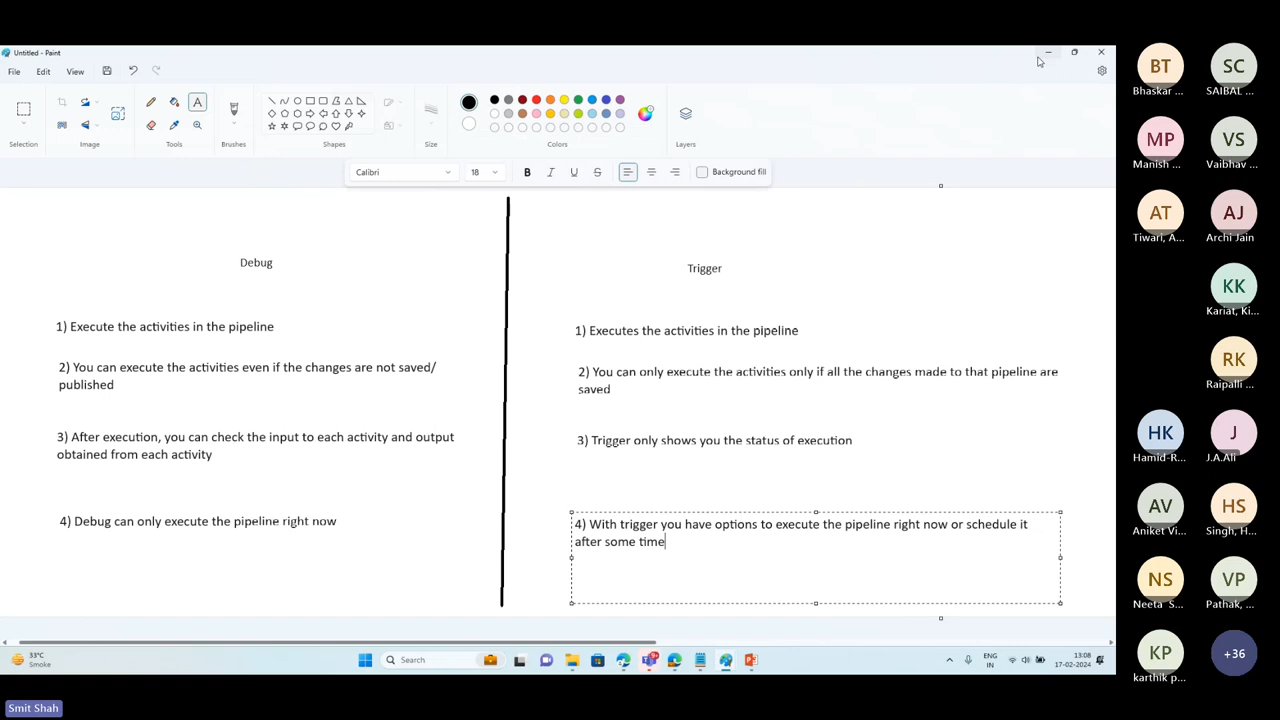 Untitled - Paint
File
Edit
View
Selection
Image
Tools
Brushes
Shapes
Size
Colors
Layers
Calibri
18
B
I
U
S
Background fill
Debug
1) Execute the activities in the pipeline
2) You can execute the activities even if the changes are not saved/
published
3) After execution, you can check the input to each activity and output
obtained from each activity
4) Debug can only execute the pipeline right now
Trigger
1) Executes the activities in the pipeline
2) You can only execute the activities only if all the changes made to that pipeline are
saved
3) Trigger only shows you the status of execution
4) With trigger you have options to execute the pipeline right now or schedule it
after some time
33°C
Smoke
Search
ENG
IN
13:08
17-02-2024
Smit Shah
BT
Bhaskar ...
SC
SAIBAL ...
MP
Manish ...
VS
Vaibhav ...
AT
Tiwari, A...
AJ
Archi Jain
KK
Kariat, Ki...
RK
Raipalli ...
HK
Hamid-R...
J
J.A.Ali
AV
Aniket Vi...
HS
Singh, H...
NS
Neeta S...
VP
Pathak, ...
KP
karthik p...
+36